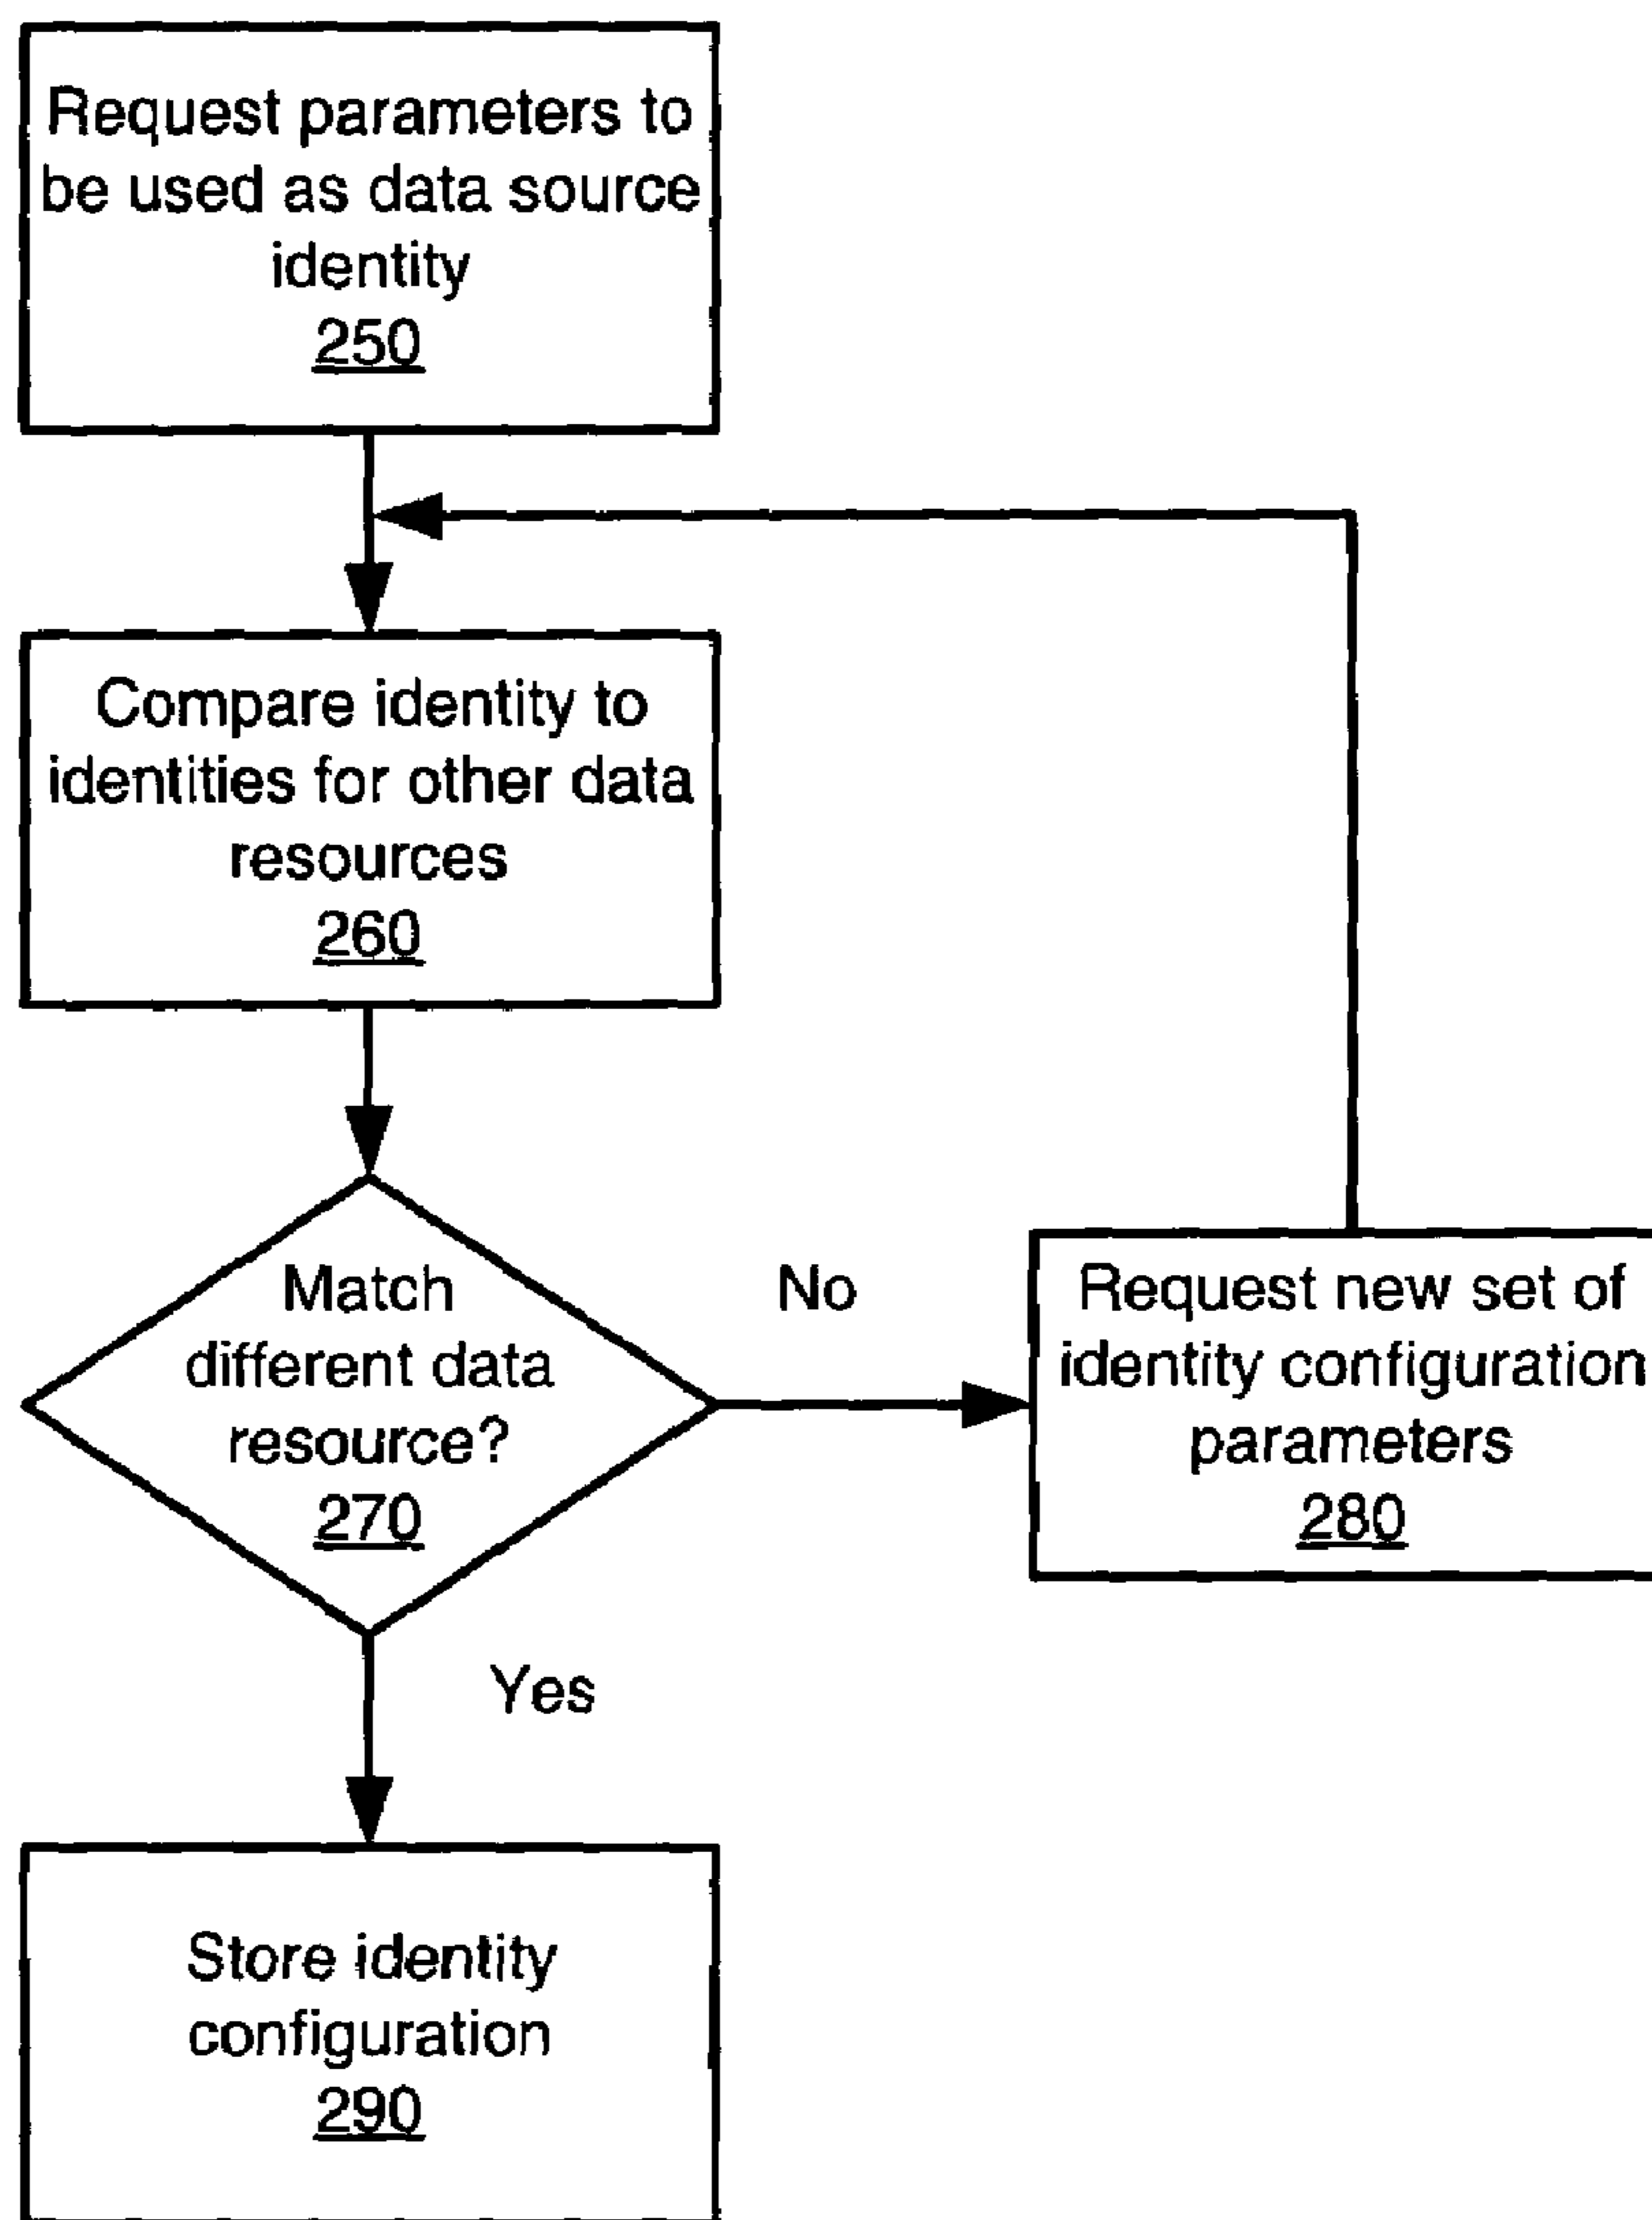 Request parameters to
be used as data source
identity
250
Compare identity to
identities for other data
resources
260
Match
different data
resource?
270
No
Request new set of
identity configuration
parameters
280
Yes
Store identity
configuration
290